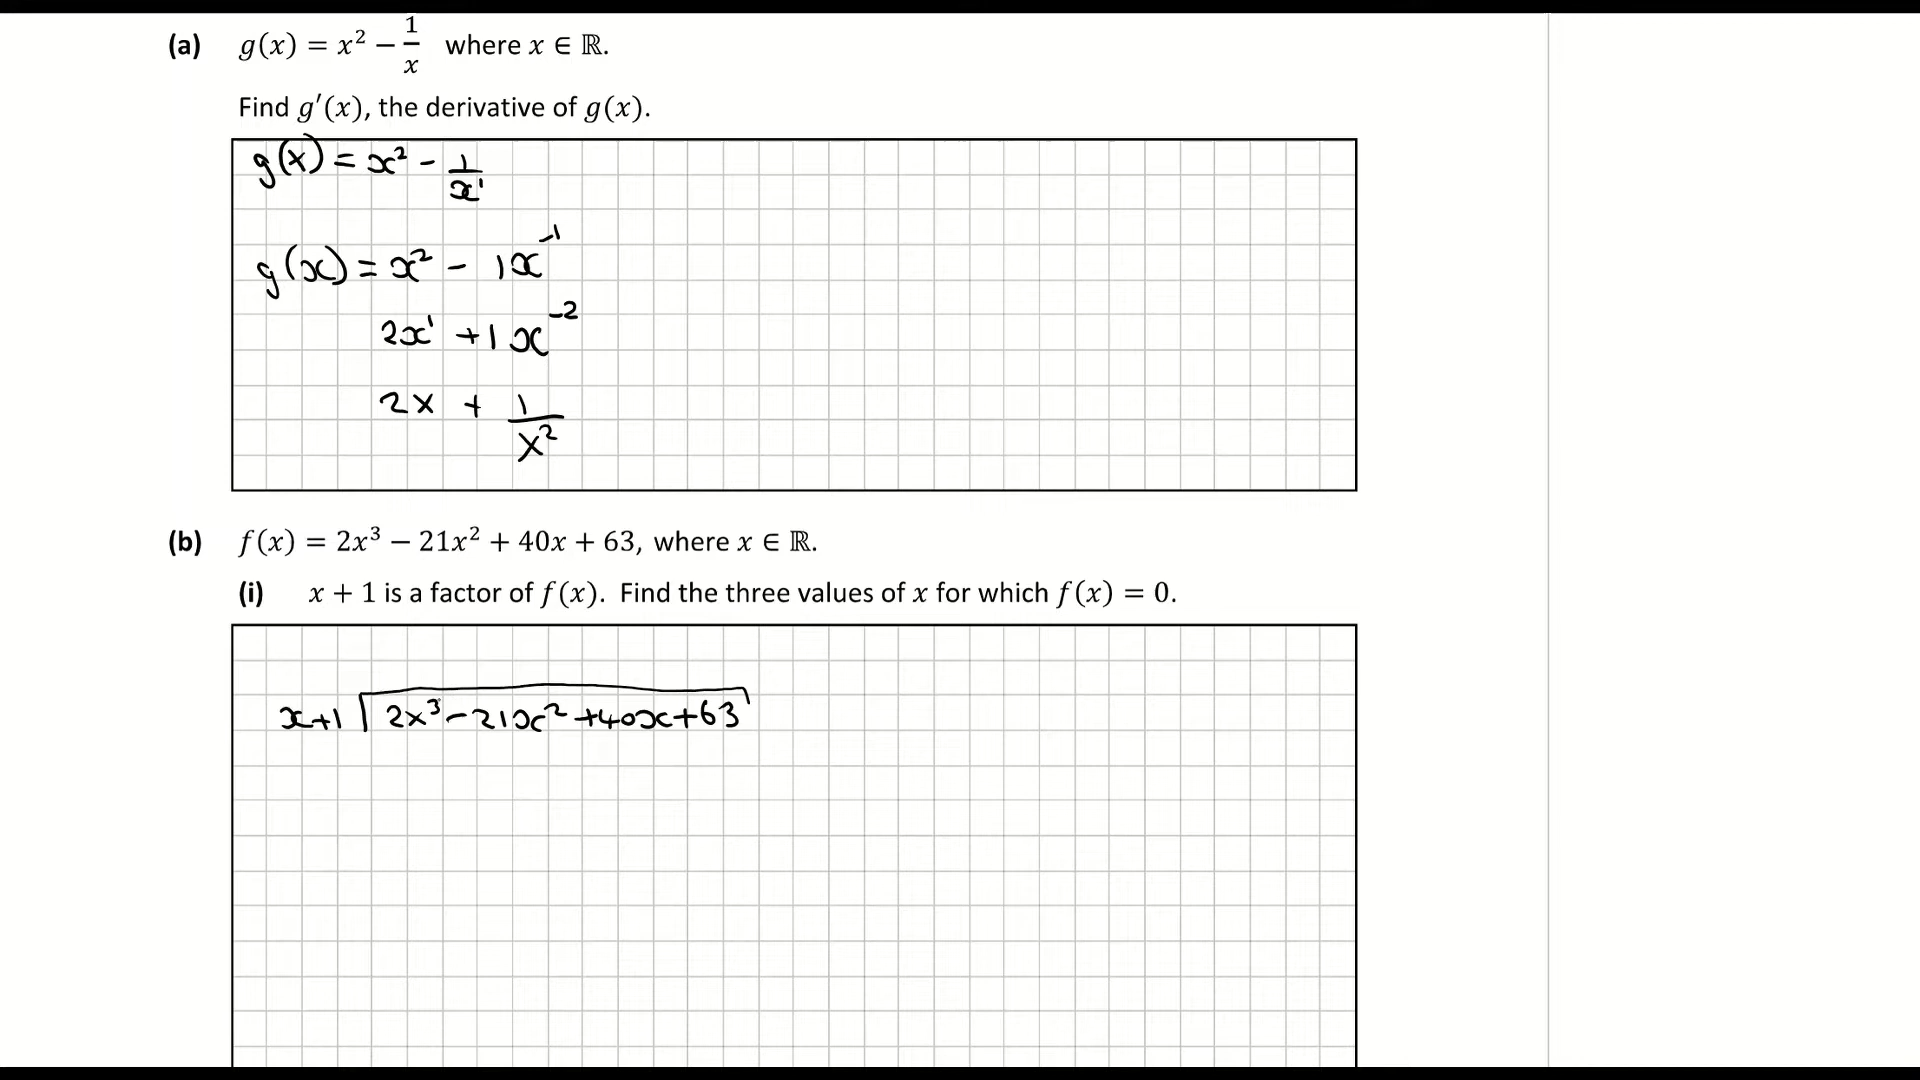 (a) g(x) = x² − 1/x where x ∈ ℝ.
Find g′(x), the derivative of g(x).
g(x) = x² - 1/x¹
g(x) = x² - 1x⁻¹
2x¹ + 1x⁻²
2x + 1/x²
(b) f(x) = 2x³ − 21x² + 40x + 63, where x ∈ ℝ.
(i) x + 1 is a factor of f(x). Find the three values of x for which f(x) = 0.
x+1 | 2x³ - 21x² + 40x + 63